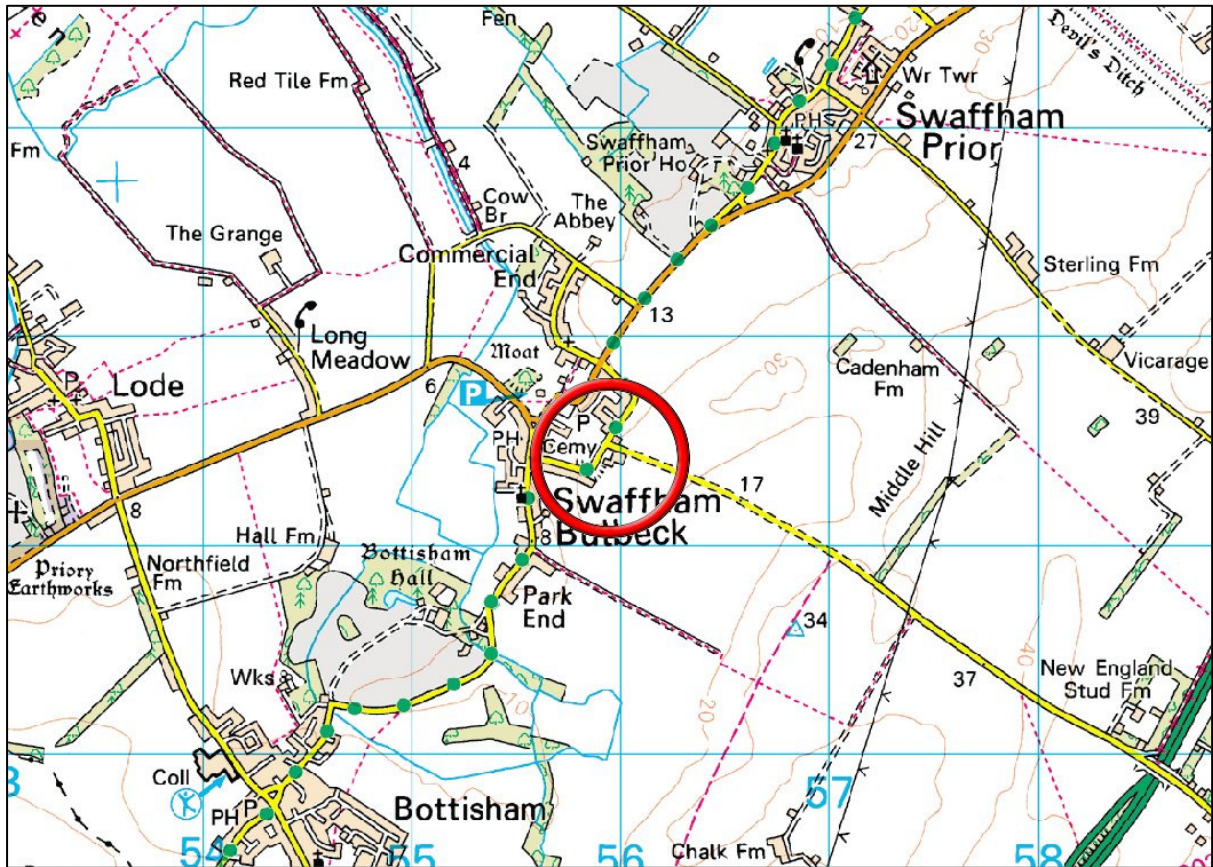 Fen
Red Tile Fm
Fm
Wr Twr
Devil's Ditch
PH
Swaffham
Prior
Swaffham
Prior Ho
10
20
30
27
4
Cow
Br
The
Abbey
The Grange
Commercial
End
Sterling Fm
13
Long
Meadow
Moat
30
Cadenham
Fm
Vicarage
P
Lode
6
P
39
PH
P
Cemy
Middle Hill
17
Swaffham
Bulbeck
8
8
Hall Fm
Bottisham
Hall
Priory
Earthworks
Northfield
Fm
Park
End
34
40
New England
Stud Fm
Wks
10
20
37
Coll
57
PH
P
Bottisham
54
55
56
58
Chalk Fm